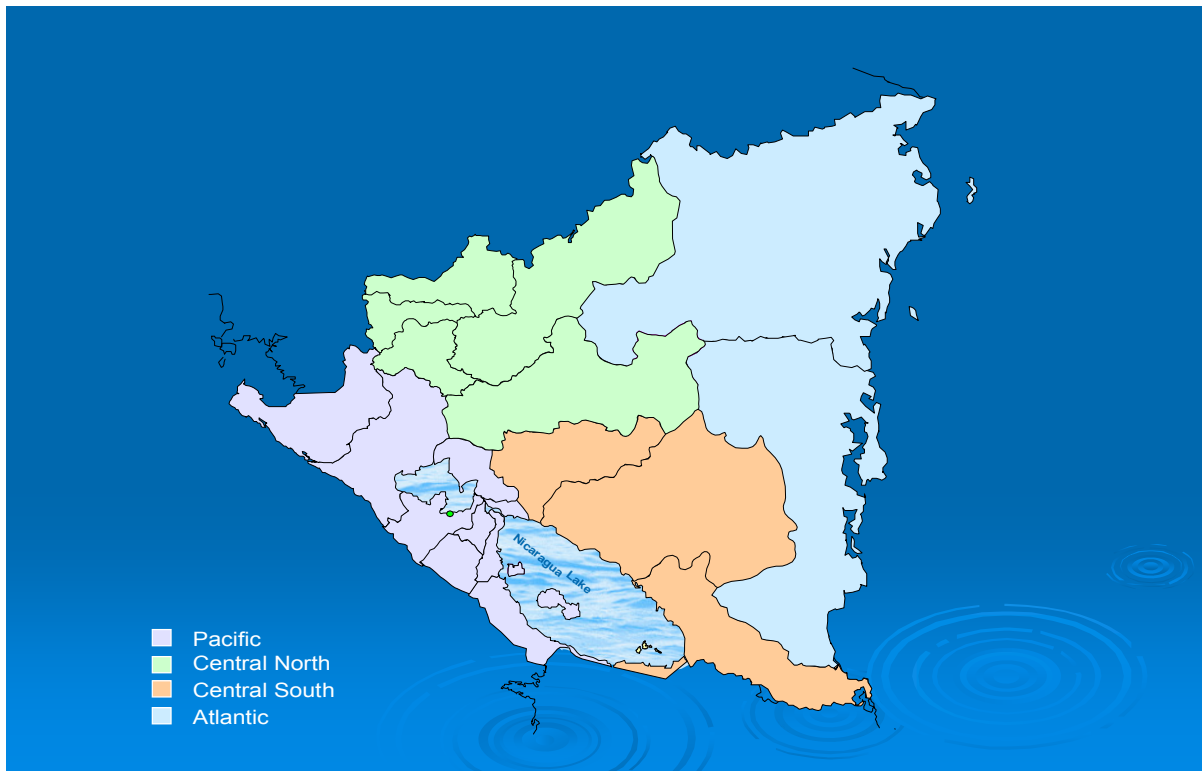 Nicaragua Lake
Pacific
Central North
Central South
Atlantic